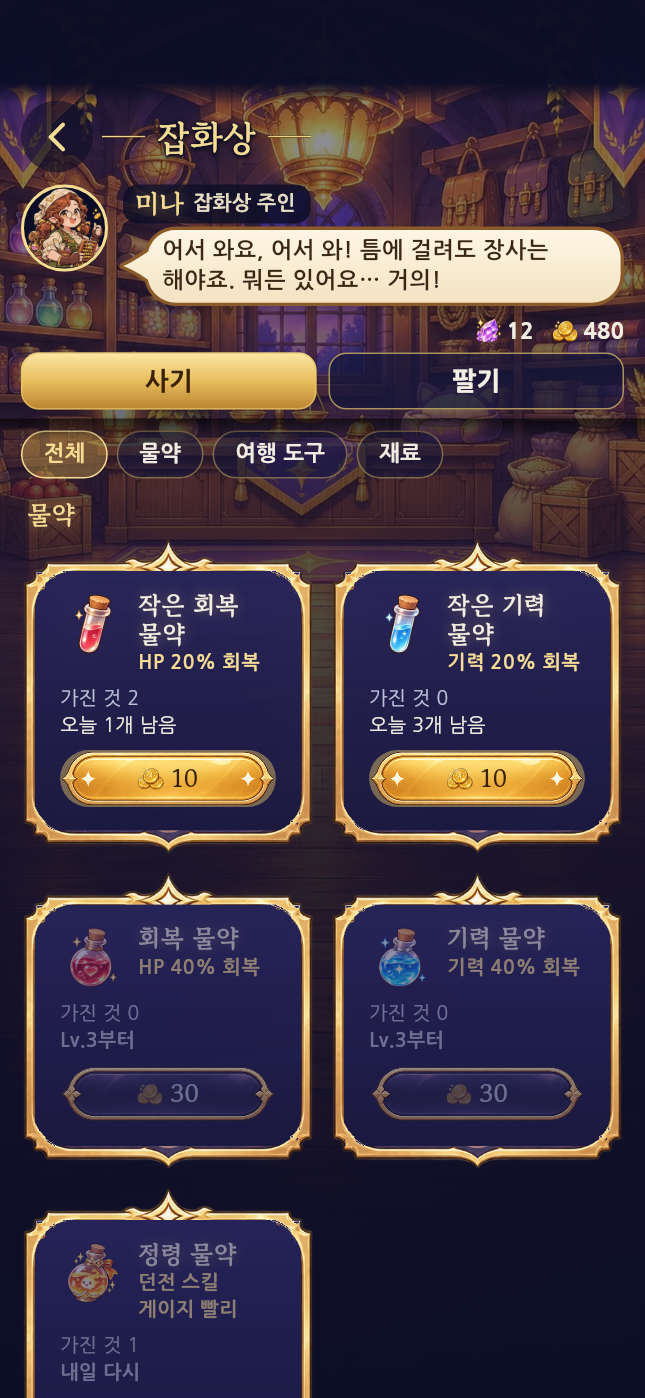 잡화상
미나 잡화상 주인
어서 와요, 어서 와! 틈에 걸려도 장사는
해야죠. 뭐든 있어요… 거의!
12 480
사기 팔기
전체 물약 여행 도구 재료
물약
작은 회복
물약
HP 20% 회복
가진 것 2
오늘 1개 남음
10
작은 기력
물약
기력 20% 회복
가진 것 0
오늘 3개 남음
10
회복 물약
HP 40% 회복
가진 것 0
Lv.3부터
30
기력 물약
기력 40% 회복
가진 것 0
Lv.3부터
30
정령 물약
던전 스킬
게이지 빨리
가진 것 1
내일 다시